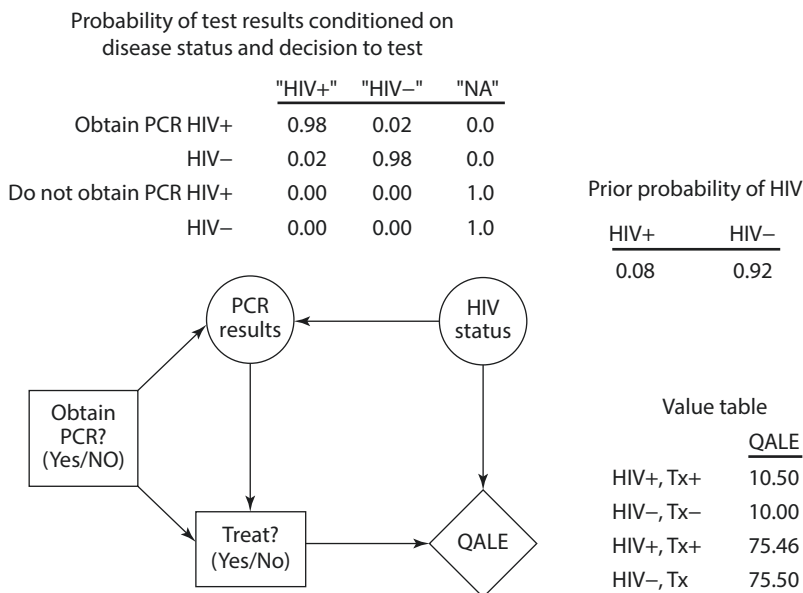 Probability of test results conditioned on
disease status and decision to test
"HIV+" "HIV−" "NA"
Obtain PCR HIV+ 0.98 0.02 0.0
HIV− 0.02 0.98 0.0
Do not obtain PCR HIV+ 0.00 0.00 1.0
HIV− 0.00 0.00 1.0
Prior probability of HIV
HIV+ HIV−
0.08 0.92
PCR
results
HIV
status
Obtain
PCR?
(Yes/NO)
Treat?
(Yes/No)
QALE
Value table
QALE
HIV+, Tx+ 10.50
HIV−, Tx− 10.00
HIV+, Tx+ 75.46
HIV−, Tx 75.50